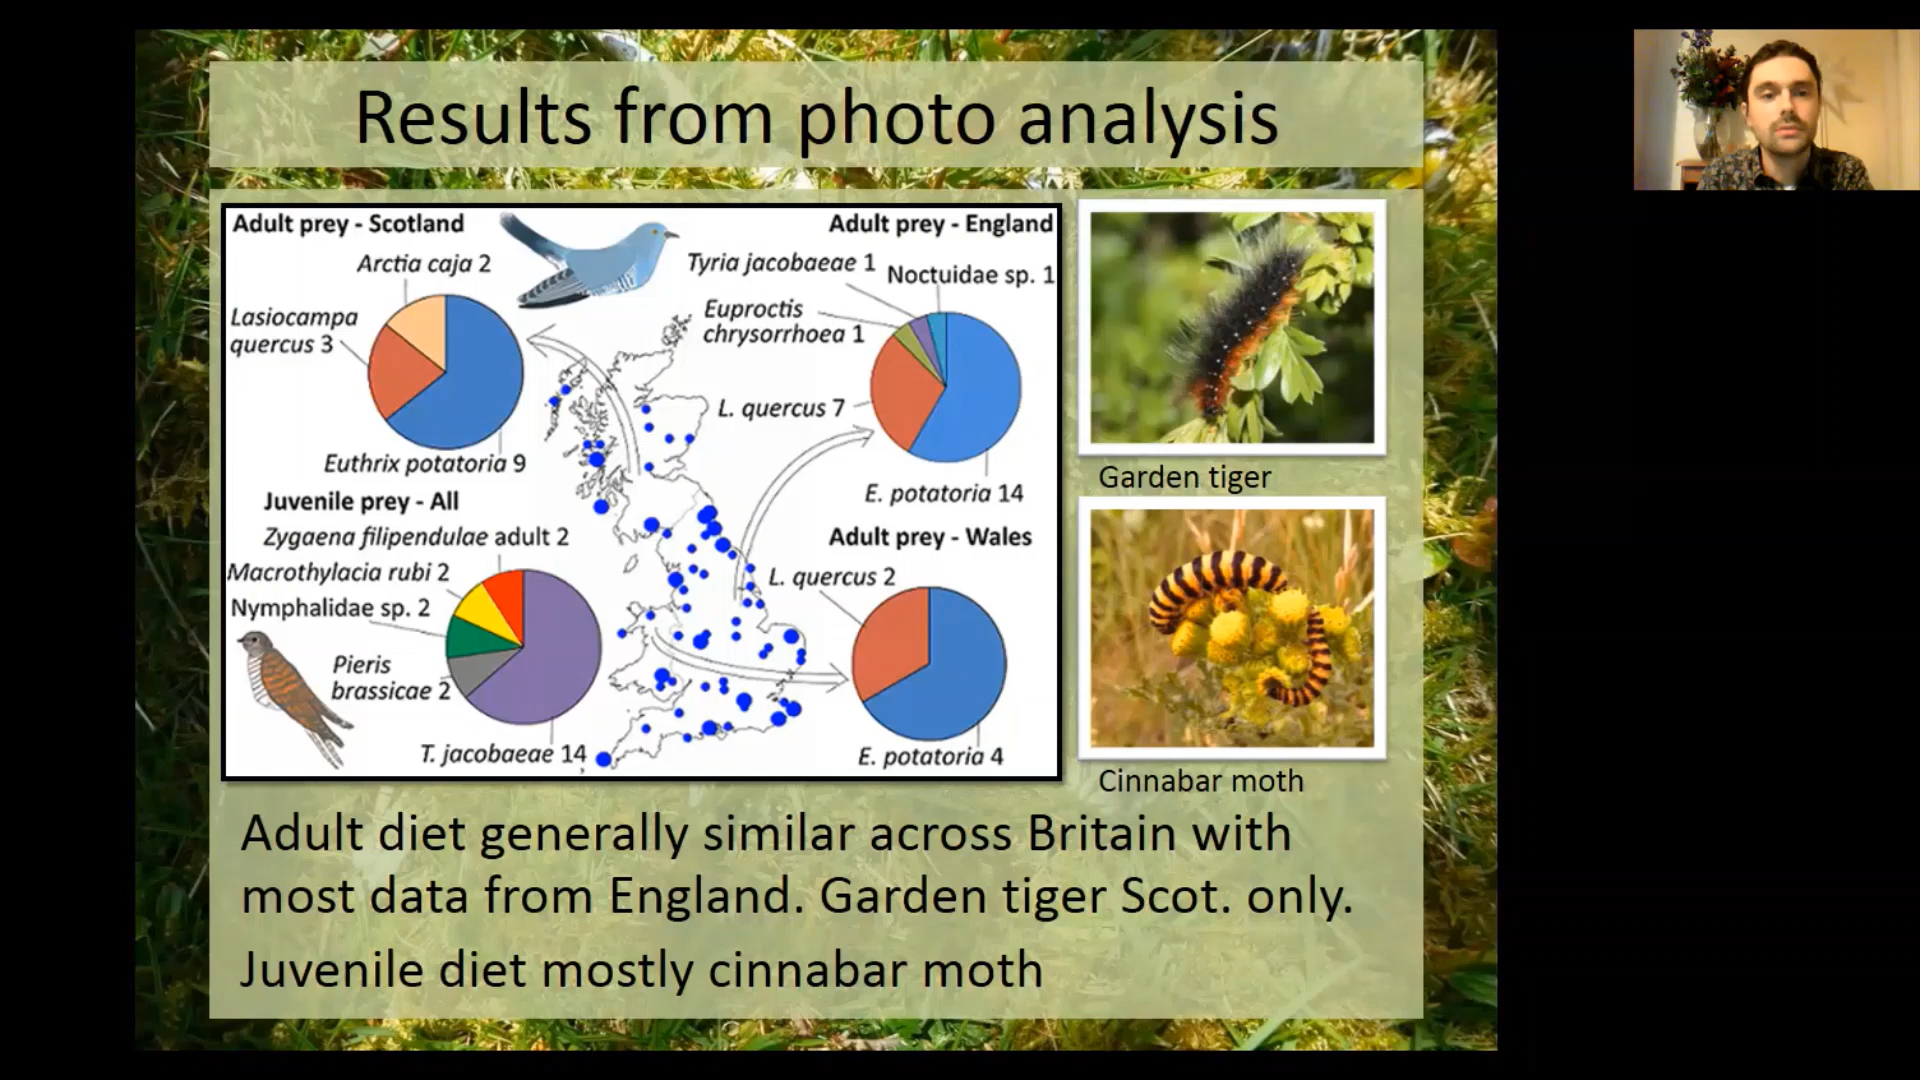 Results from photo analysis
Adult prey - Scotland
Arctia caja 2
Lasiocampa
quercus 3
Euthrix potatoria 9
Juvenile prey - All
Zygaena filipendulae adult 2
Macrothylacia rubi 2
Nymphalidae sp. 2
Pieris
brassicae 2
T. jacobaeae 14
Adult prey - England
Tyria jacobaeae 1
Noctuidae sp. 1
Euproctis
chrysorrhoea 1
L. quercus 7
E. potatoria 14
Adult prey - Wales
L. quercus 2
E. potatoria 4
Garden tiger
Cinnabar moth
Adult diet generally similar across Britain with
most data from England. Garden tiger Scot. only.
Juvenile diet mostly cinnabar moth